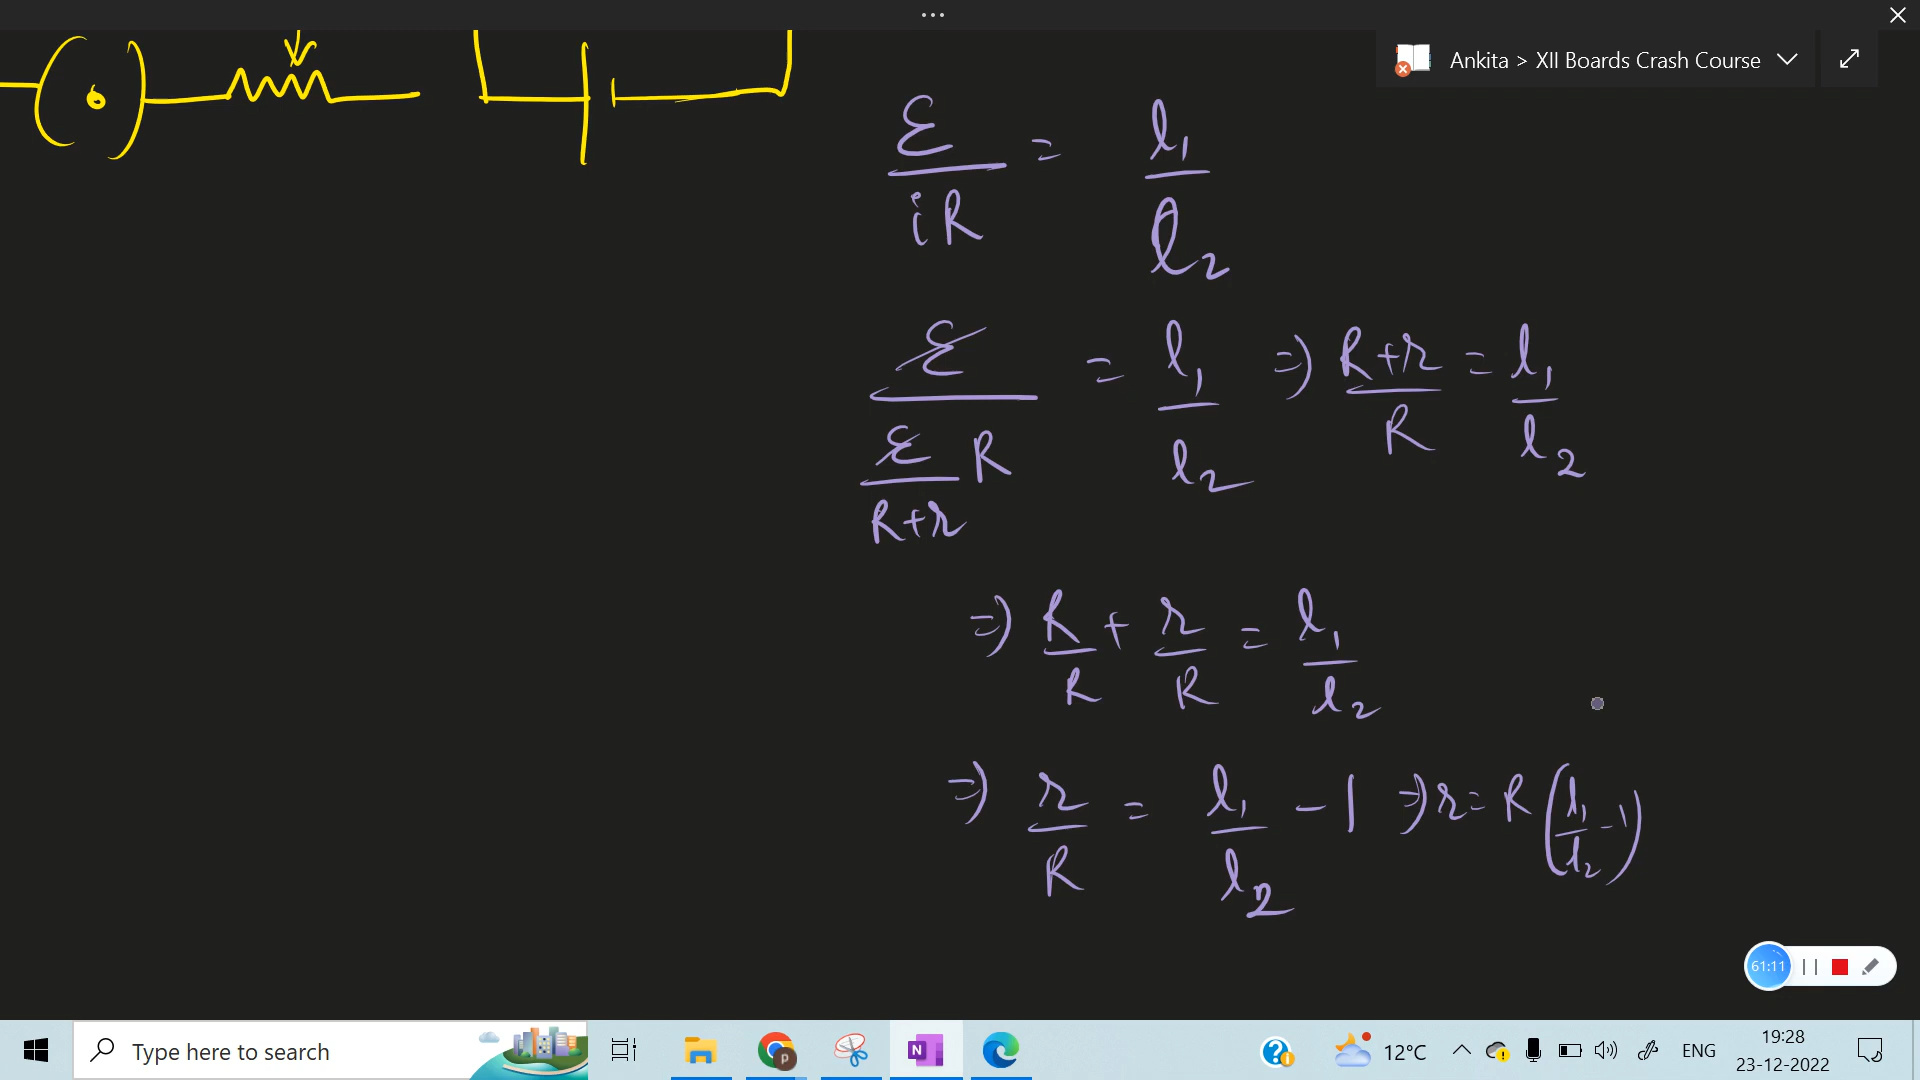 Ankita > XII Boards Crash Course
ε/iR = l₁/l₂
ε/(ε/(R+r) R) = l₁/l₂ ⇒ (R+r)/R = l₁/l₂
⇒ R/R + r/R = l₁/l₂
⇒ r/R = l₁/l₂ - 1 ⇒ r = R(l₁/l₂ - 1)
61:11
Type here to search
12°C
ENG
19:28
23-12-2022